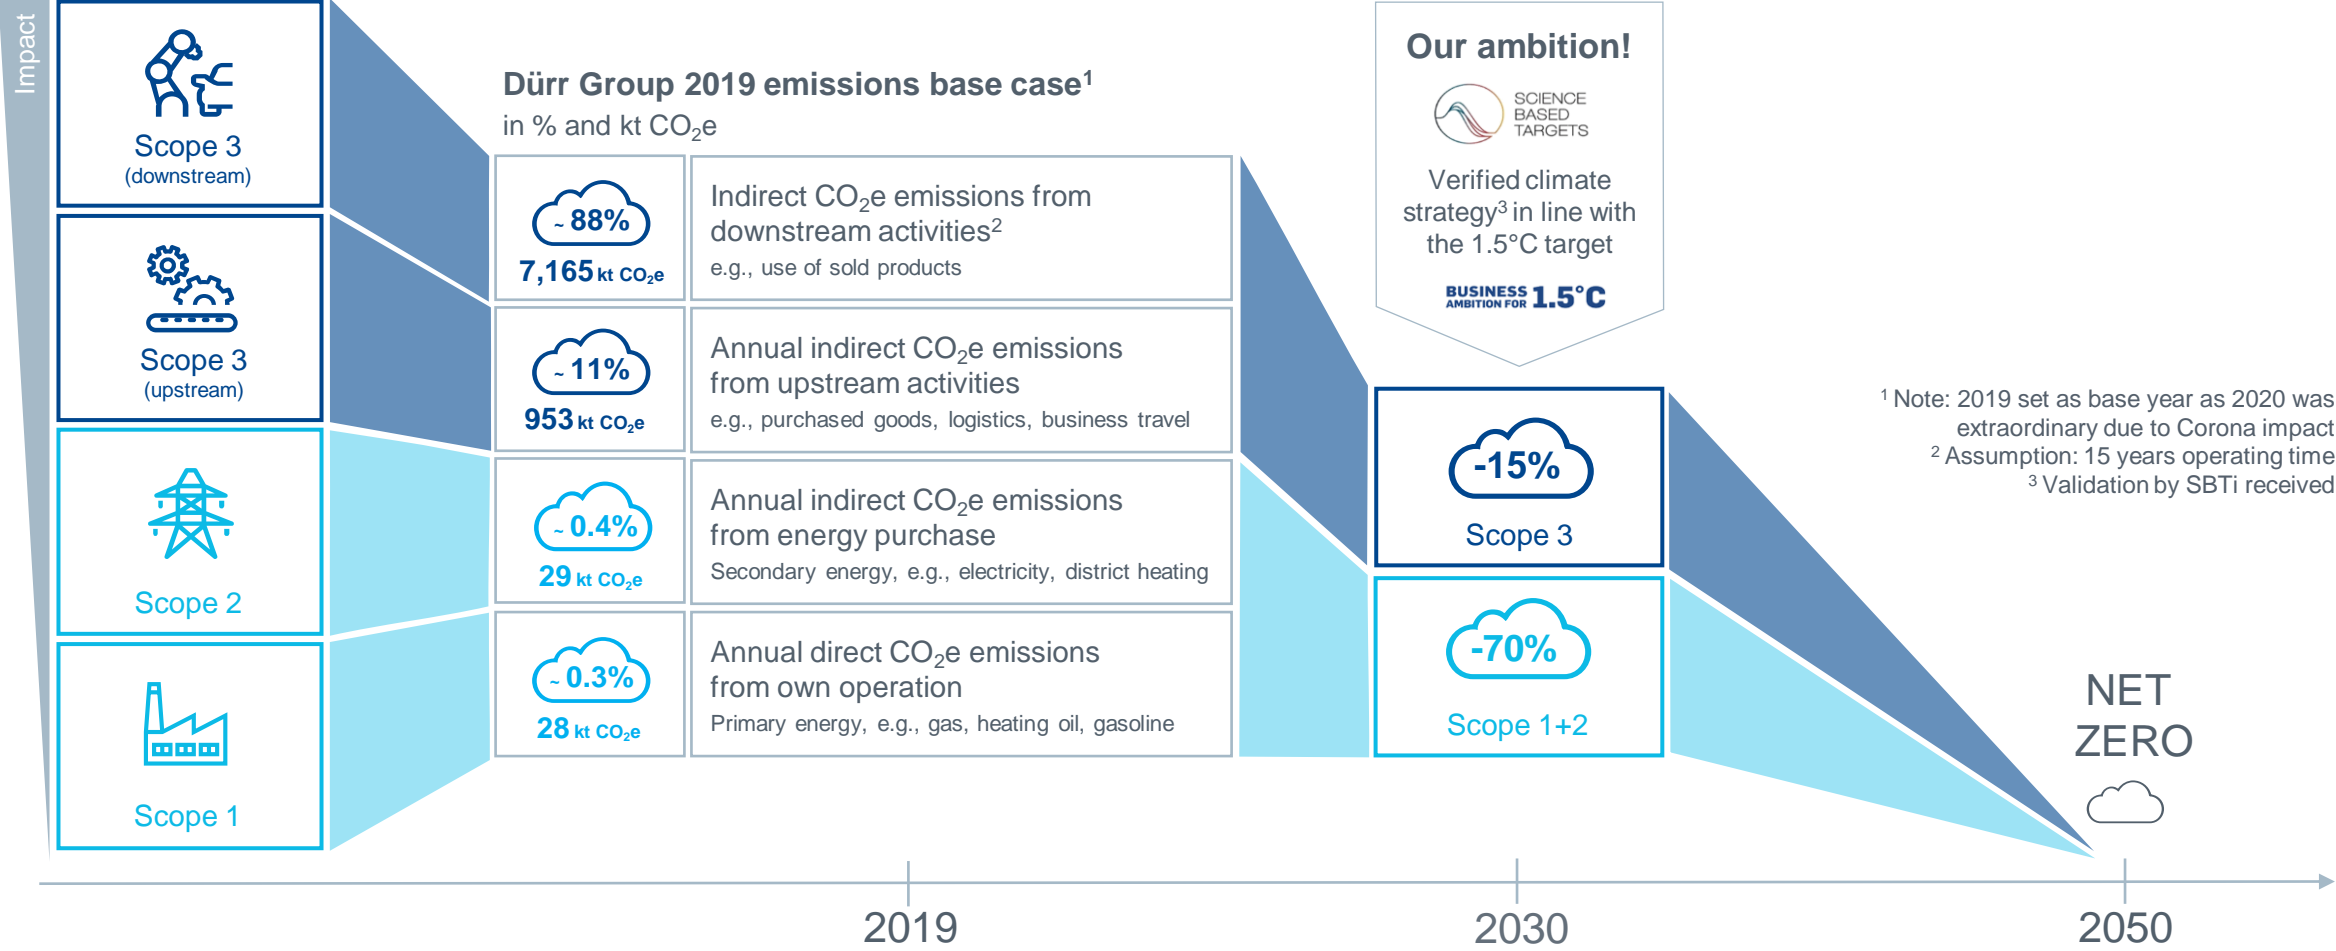 Impact
Scope 3
(downstream)
Scope 3
(upstream)
Scope 2
Scope 1
Dürr Group 2019 emissions base case¹
in % and kt CO₂e
~ 88%
7,165 kt CO₂e
Indirect CO₂e emissions from
downstream activities²
e.g., use of sold products
~ 11%
953 kt CO₂e
Annual indirect CO₂e emissions
from upstream activities
e.g., purchased goods, logistics, business travel
~ 0.4%
29 kt CO₂e
Annual indirect CO₂e emissions
from energy purchase
Secondary energy, e.g., electricity, district heating
~ 0.3%
28 kt CO₂e
Annual direct CO₂e emissions
from own operation
Primary energy, e.g., gas, heating oil, gasoline
Our ambition!
SCIENCE
BASED
TARGETS
Verified climate
strategy³ in line with
the 1.5°C target
BUSINESS
AMBITION FOR 1.5°C
-15%
Scope 3
-70%
Scope 1+2
¹ Note: 2019 set as base year as 2020 was
extraordinary due to Corona impact
² Assumption: 15 years operating time
³ Validation by SBTi received
NET
ZERO
2019
2030
2050